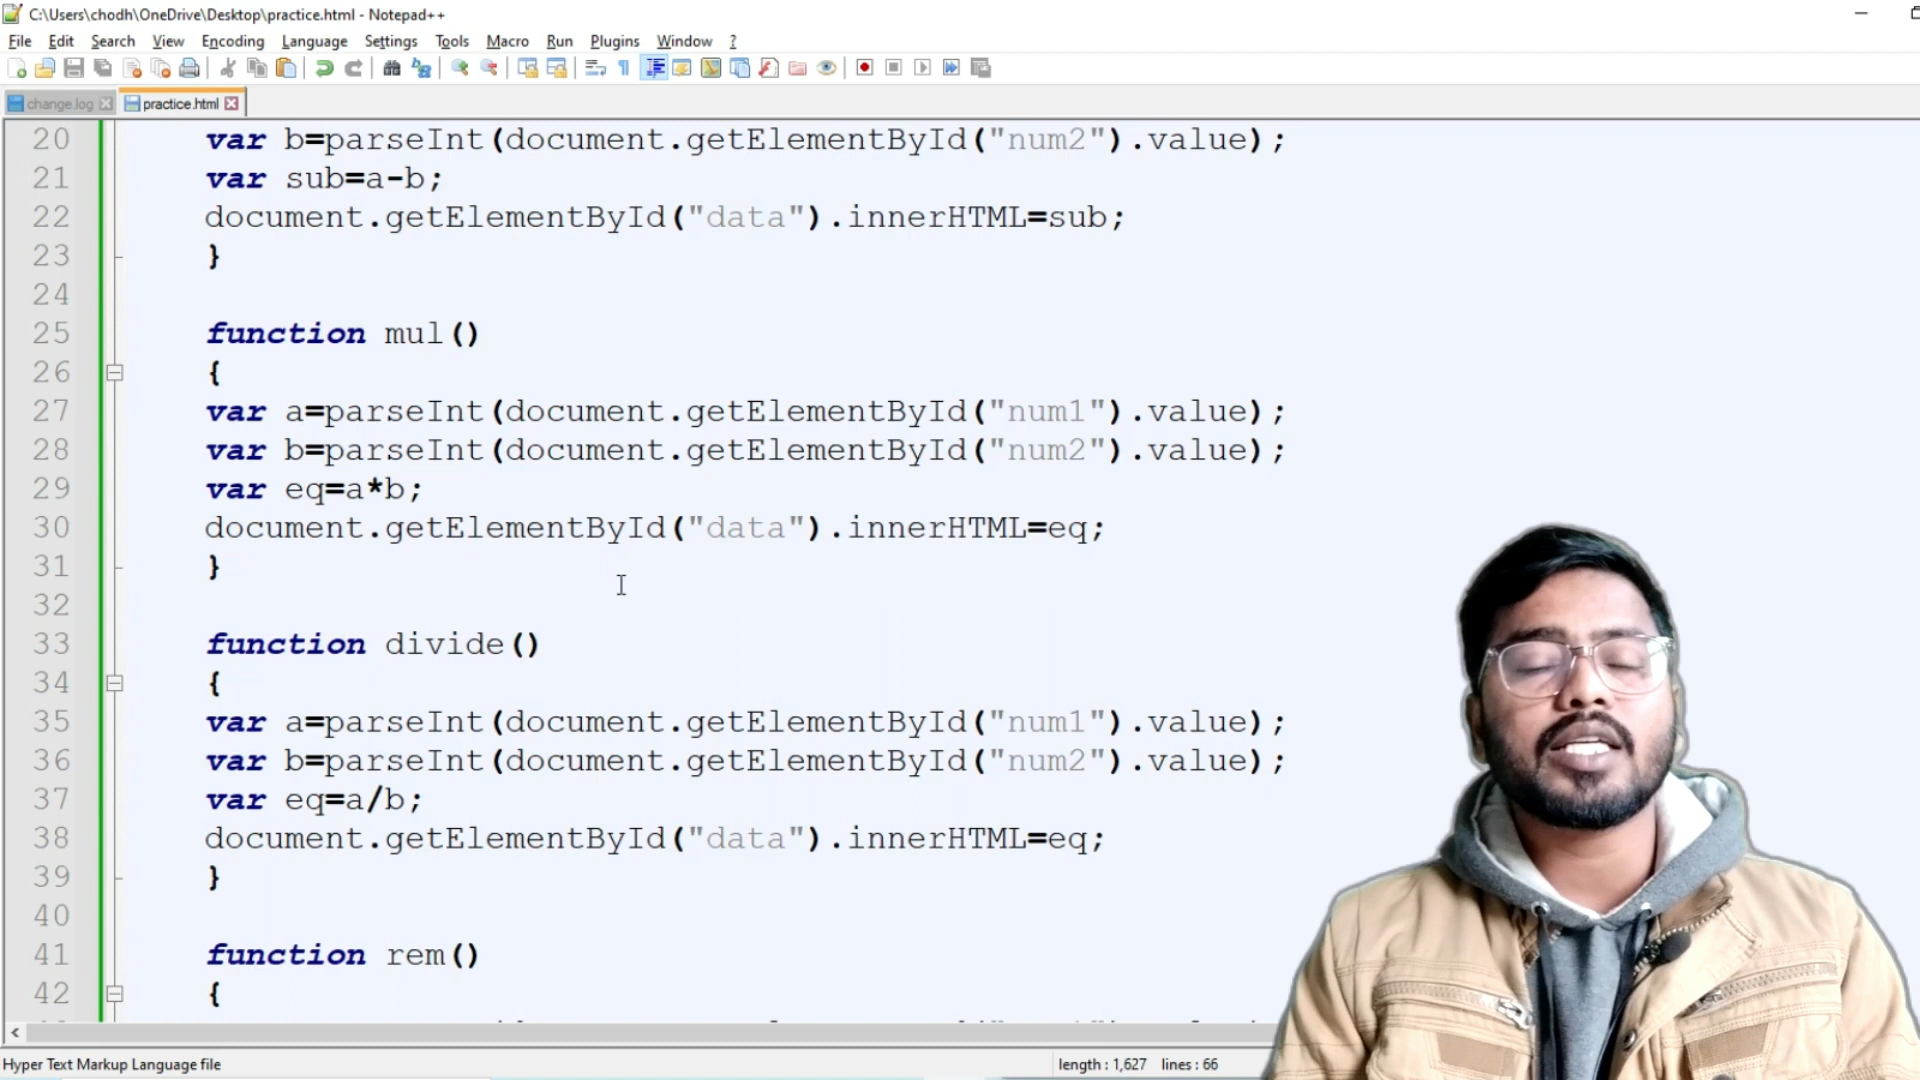 C:\Users\chodh\OneDrive\Desktop\practice.html - Notepad++
File Edit Search View Encoding Language Settings Tools Macro Run Plugins Window ?
change.log practice.html
20 var b=parseInt(document.getElementById("num2").value);
21 var sub=a-b;
22 document.getElementById("data").innerHTML=sub;
23 }
24
25 function mul()
26 {
27 var a=parseInt(document.getElementById("num1").value);
28 var b=parseInt(document.getElementById("num2").value);
29 var eq=a*b;
30 document.getElementById("data").innerHTML=eq;
31 }
32
33 function divide()
34 {
35 var a=parseInt(document.getElementById("num1").value);
36 var b=parseInt(document.getElementById("num2").value);
37 var eq=a/b;
38 document.getElementById("data").innerHTML=eq;
39 }
40
41 function rem()
42 {
Hyper Text Markup Language file length : 1,627 lines : 66